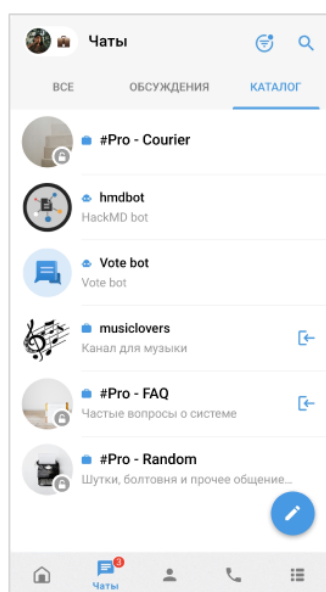 Чаты
ВСЕ ОБСУЖДЕНИЯ КАТАЛОГ
#Pro - Courier
hmdbot
HackMD bot
Vote bot
Vote bot
musiclovers
Канал для музыки
#Pro - FAQ
Частые вопросы о системе
#Pro - Random
Шутки, болтовня и прочее общение...
3
Чаты